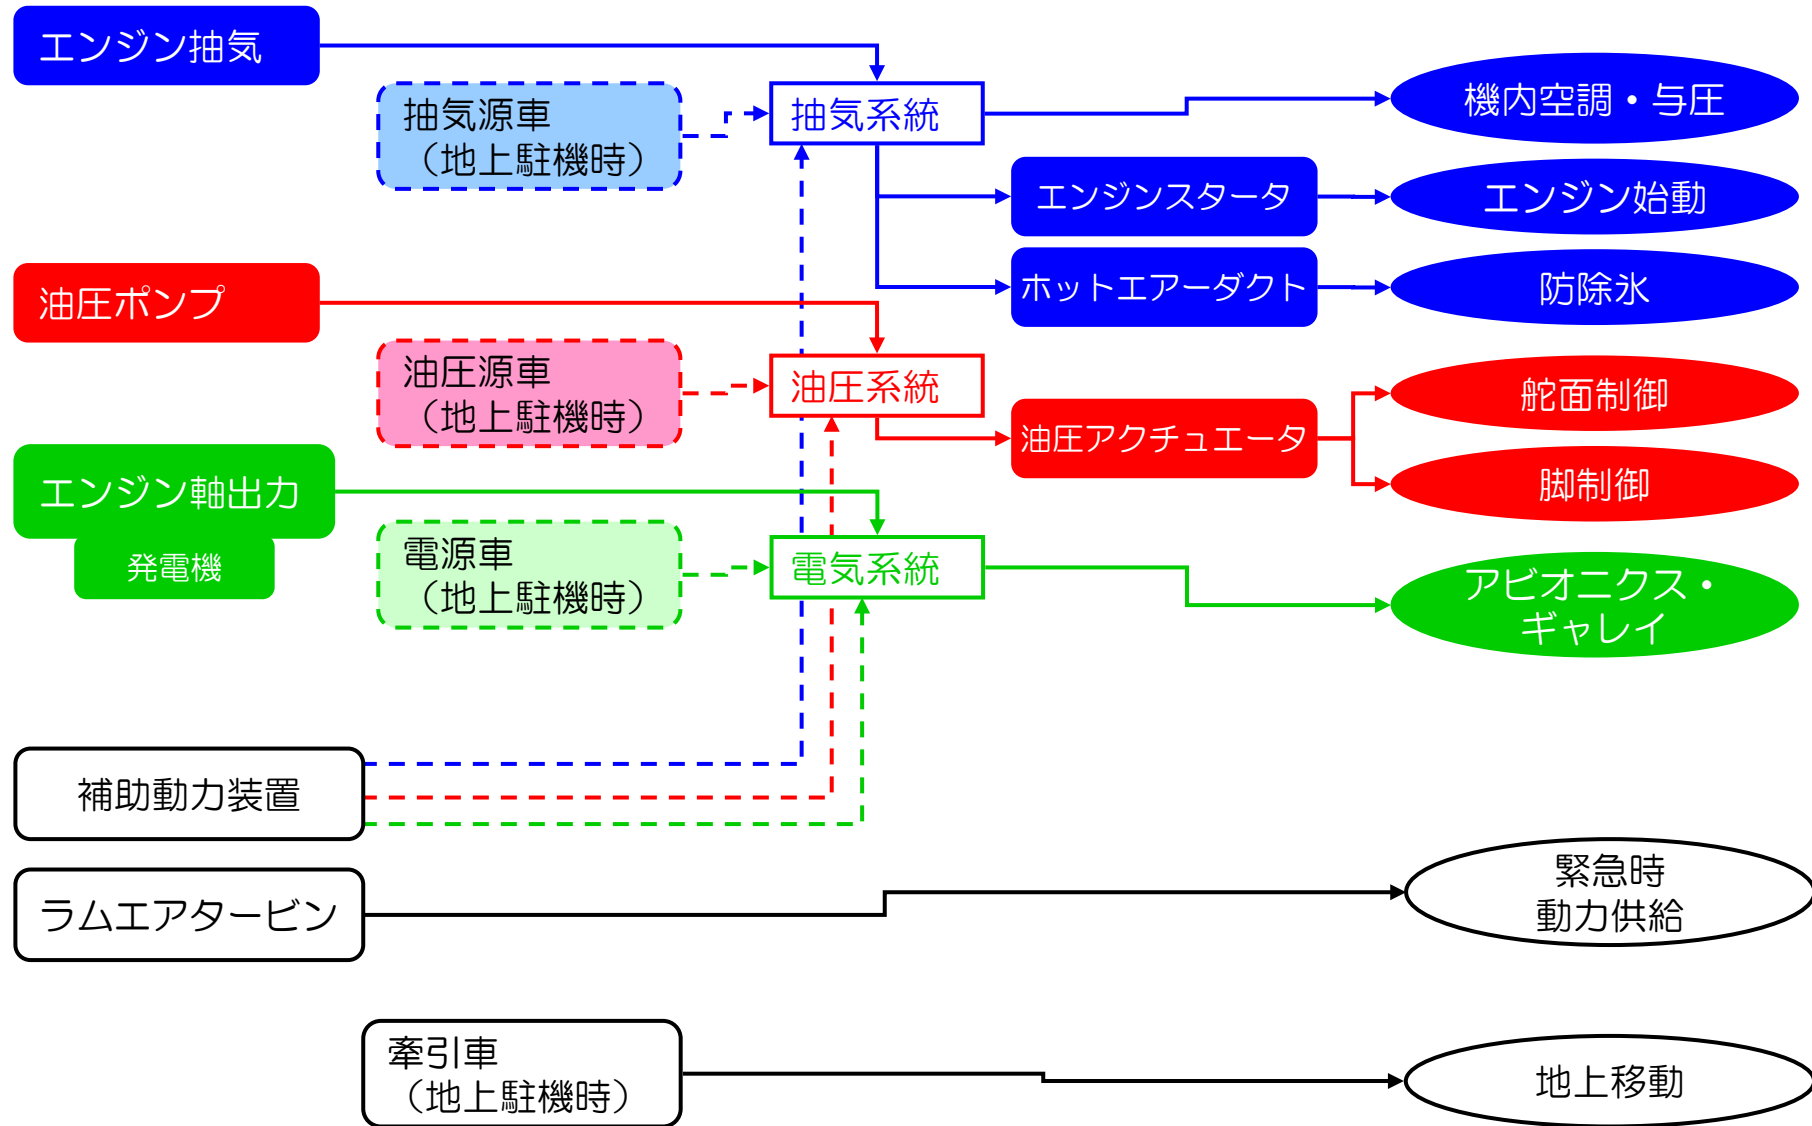 エンジン抽気
抽気源車
（地上駐機時）
抽気系統
機内空調・与圧
エンジンスタータ
エンジン始動
ホットエアーダクト
防除氷
油圧ポンプ
油圧源車
（地上駐機時）
油圧系統
油圧アクチュエータ
舵面制御
脚制御
エンジン軸出力
発電機
電源車
（地上駐機時）
電気系統
アビオニクス・
ギャレイ
補助動力装置
ラムエアタービン
緊急時
動力供給
牽引車
（地上駐機時）
地上移動